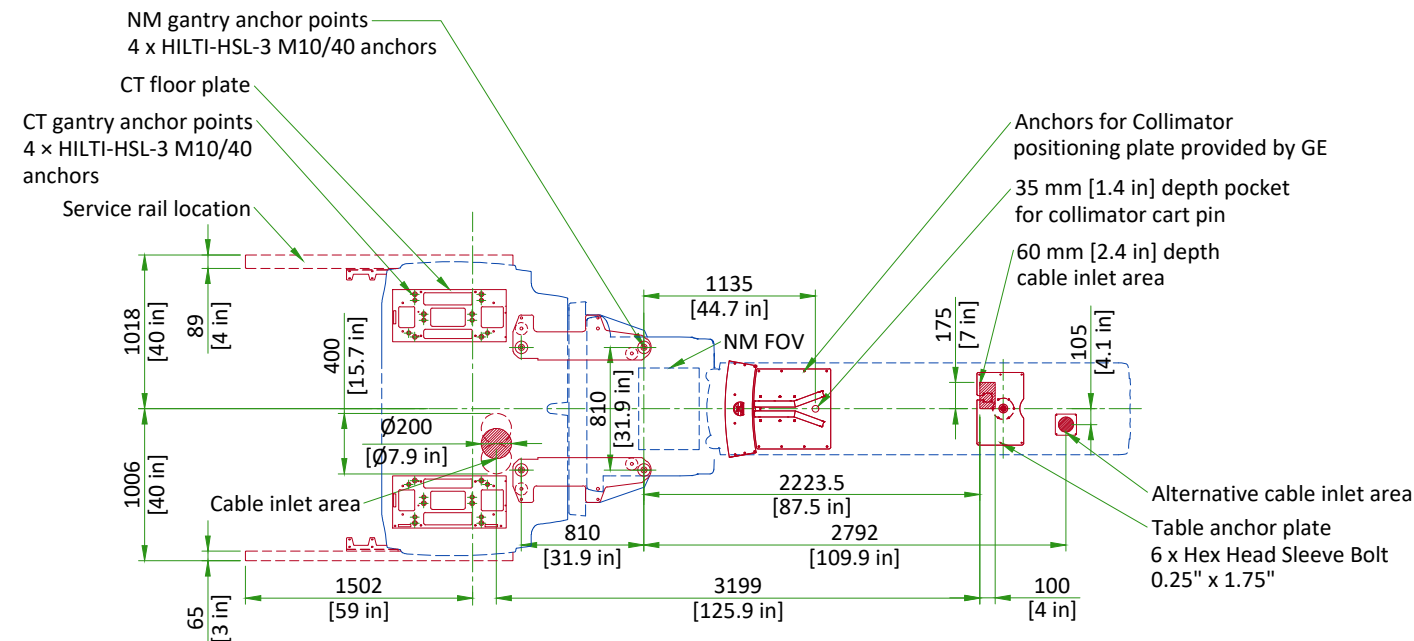 NM gantry anchor points
4 x HILTI-HSL-3 M10/40 anchors
CT floor plate
CT gantry anchor points
4 × HILTI-HSL-3 M10/40
anchors
Service rail location
Anchors for Collimator
positioning plate provided by GE
35 mm [1.4 in] depth pocket
for collimator cart pin
60 mm [2.4 in] depth
cable inlet area
1135
[44.7 in]
NM FOV
175
[7 in]
105
[4.1 in]
1018
[40 in]
89
[4 in]
400
[15.7 in]
810
[31.9 in]
Ø200
[Ø7.9 in]
1006
[40 in]
Cable inlet area
2223.5
[87.5 in]
810
[31.9 in]
2792
[109.9 in]
Alternative cable inlet area
Table anchor plate
6 x Hex Head Sleeve Bolt
0.25" x 1.75"
1502
[59 in]
3199
[125.9 in]
100
[4 in]
65
[3 in]